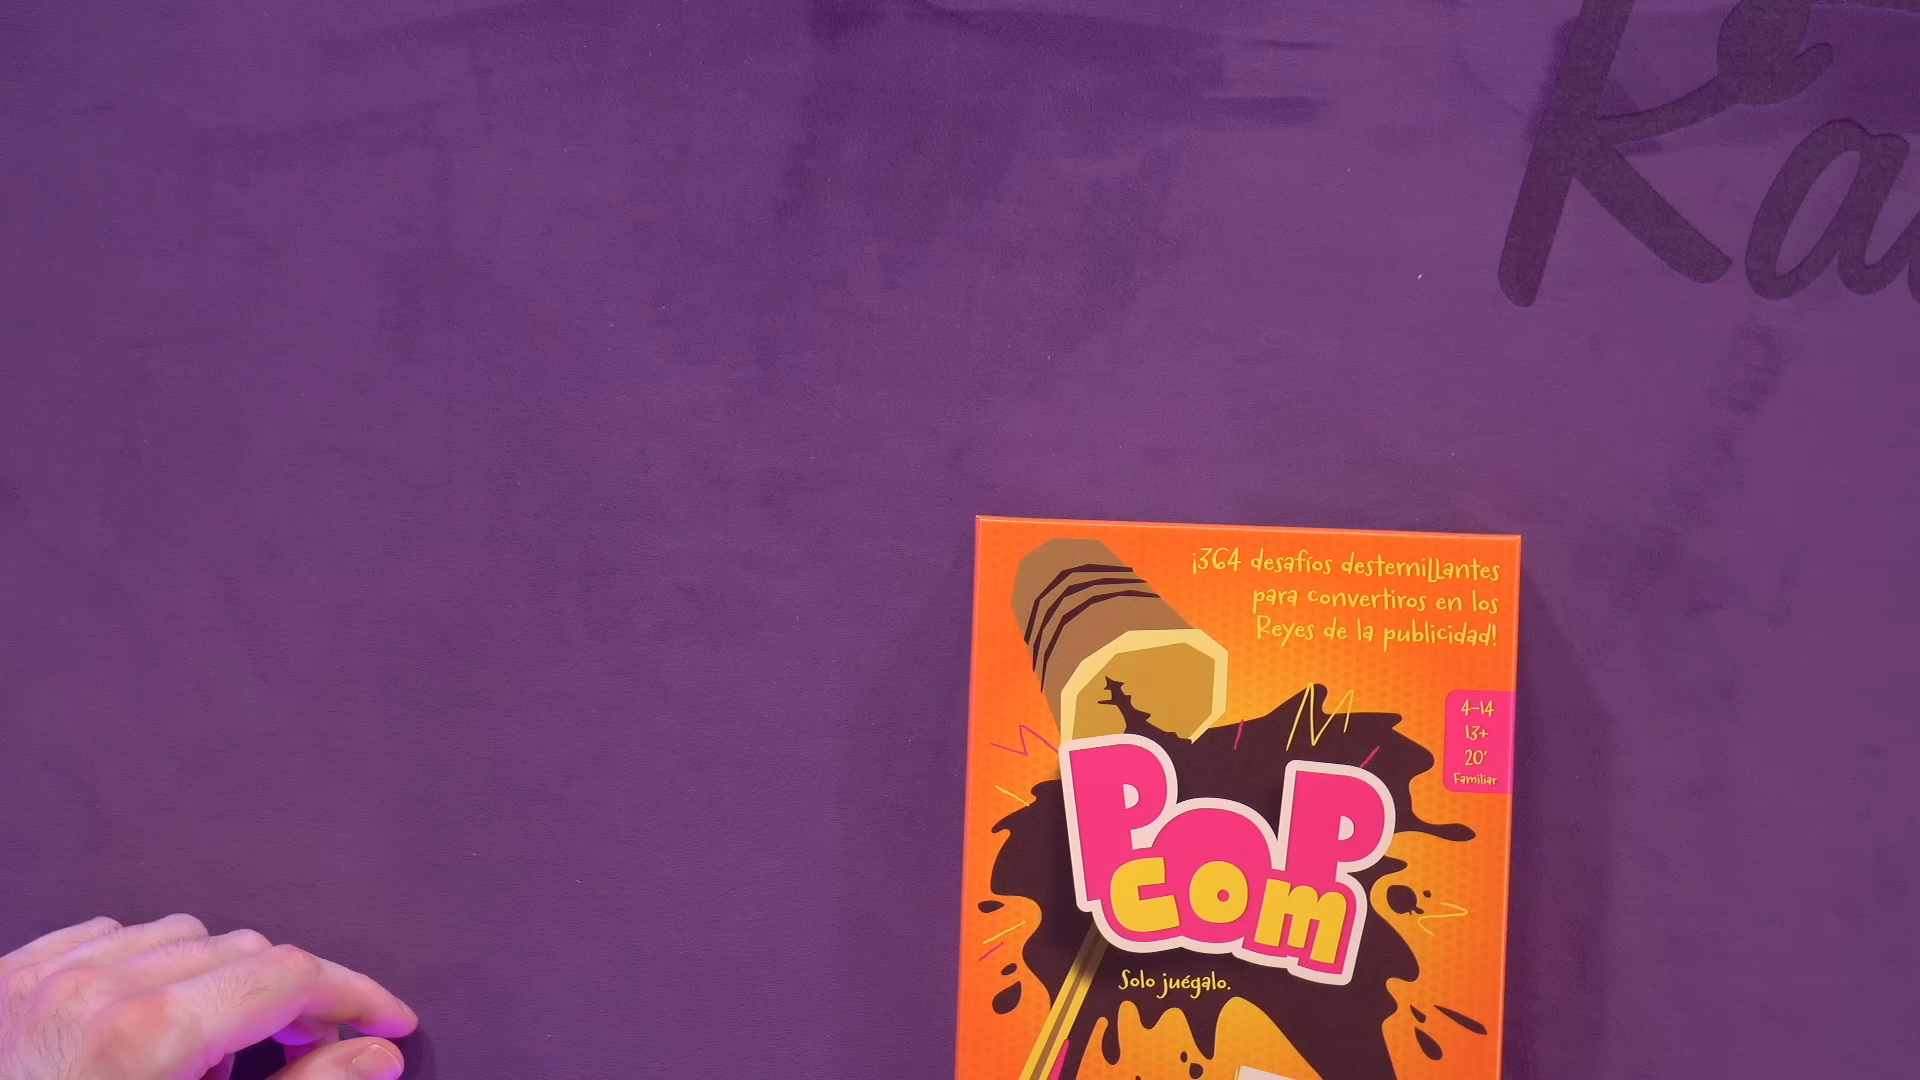 Ka
¡364 desafíos desternillantes
para convertiros en los
Reyes de la publicidad!
4-14
13+
20'
Familiar
POP
com
Solo juégalo.